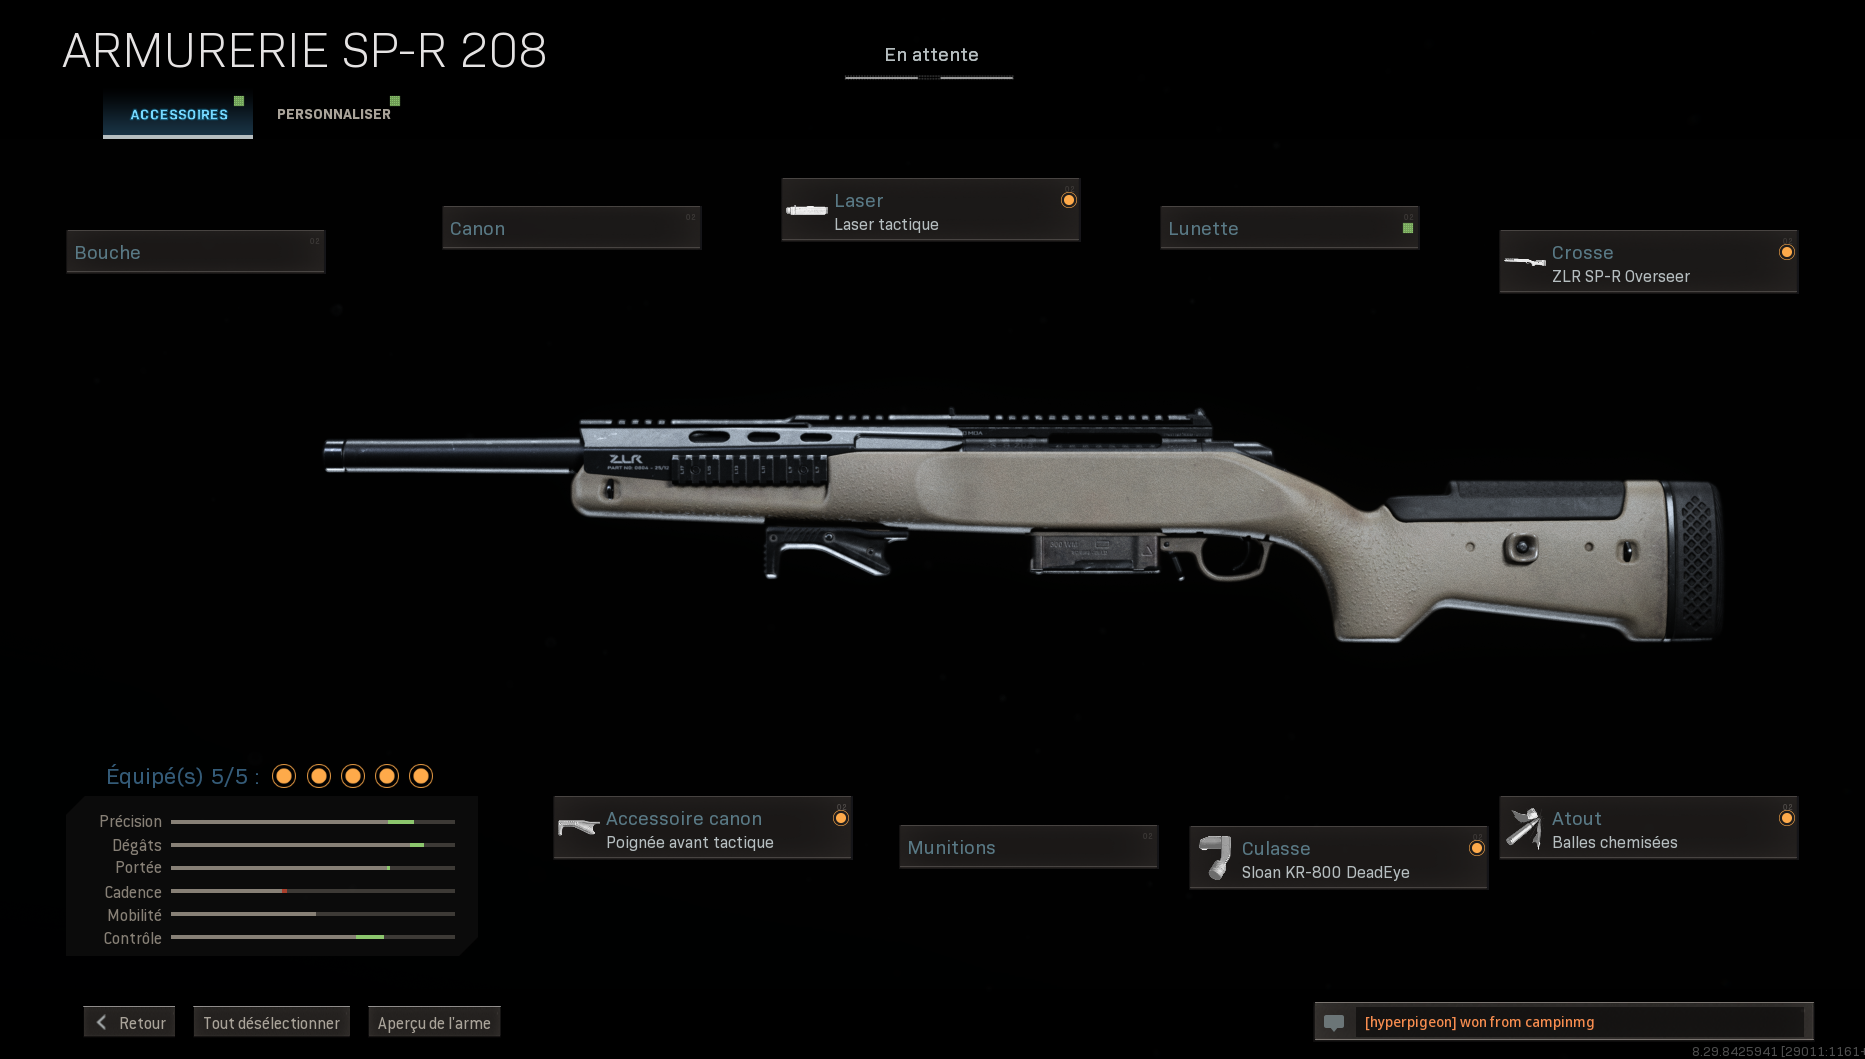 ARMURERIE SP-R 208
En attente
ACCESSOIRES
PERSONNALISER
Laser
Laser tactique
Canon
Lunette
Bouche
Crosse
ZLR SP-R Overseer
ZLR
Équipé(s) 5/5 :
Précision
Dégâts
Portée
Cadence
Mobilité
Contrôle
Accessoire canon
Poignée avant tactique
Munitions
Culasse
Sloan KR-800 DeadEye
Atout
Balles chemisées
Retour
Tout désélectionner
Aperçu de l'arme
[hyperpigeon] won from campinmg
8.29.8425941 [29011:1161